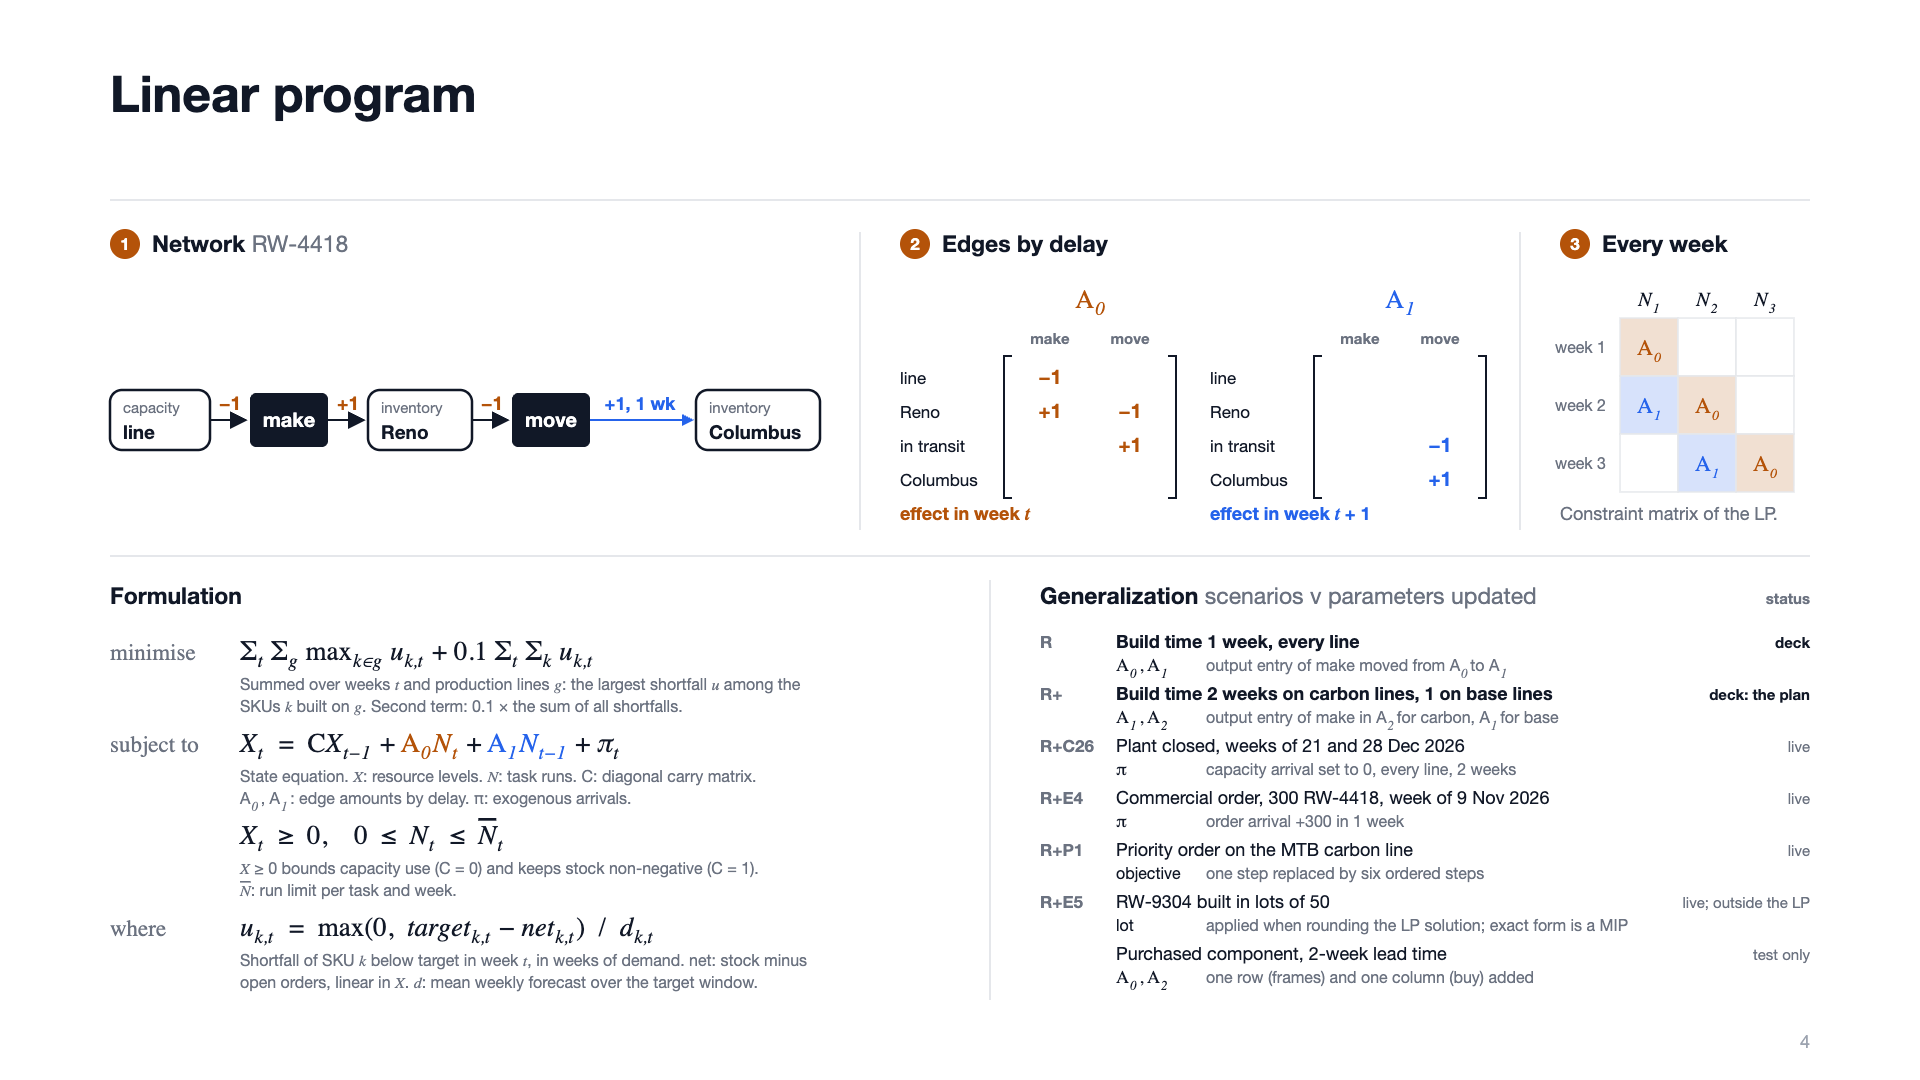 Linear program
1 Network RW-4418
capacity
line
−1
make
+1
inventory
Reno
−1
move
+1, 1 wk
inventory
Columbus
2 Edges by delay
A0
make move
line −1
Reno +1 −1
in transit +1
Columbus
effect in week t
A1
make move
line
Reno
in transit −1
Columbus +1
effect in week t + 1
3 Every week
N1 N2 N3
week 1 A0
week 2 A1 A0
week 3 A1 A0
Constraint matrix of the LP.
Formulation
minimise Σt Σg maxk∈g uk,t + 0.1 Σt Σk uk,t
Summed over weeks t and production lines g: the largest shortfall u among the
SKUs k built on g. Second term: 0.1 × the sum of all shortfalls.
subject to Xt = CXt−1 + A0Nt + A1Nt−1 + πt
State equation. X: resource levels. N: task runs. C: diagonal carry matrix.
A0, A1: edge amounts by delay. π: exogenous arrivals.
Xt ≥ 0, 0 ≤ Nt ≤ N̅t
X ≥ 0 bounds capacity use (C = 0) and keeps stock non-negative (C = 1).
N̅: run limit per task and week.
where uk,t = max(0, targetk,t − netk,t) / dk,t
Shortfall of SKU k below target in week t, in weeks of demand. net: stock minus
open orders, linear in X. d: mean weekly forecast over the target window.
Generalization scenarios v parameters updated status
R Build time 1 week, every line deck
A0, A1 output entry of make moved from A0 to A1
R+ Build time 2 weeks on carbon lines, 1 on base lines deck: the plan
A1, A2 output entry of make in A2 for carbon, A1 for base
R+C26 Plant closed, weeks of 21 and 28 Dec 2026 live
π capacity arrival set to 0, every line, 2 weeks
R+E4 Commercial order, 300 RW-4418, week of 9 Nov 2026 live
π order arrival +300 in 1 week
R+P1 Priority order on the MTB carbon line live
objective one step replaced by six ordered steps
R+E5 RW-9304 built in lots of 50 live; outside the LP
lot applied when rounding the LP solution; exact form is a MIP
Purchased component, 2-week lead time test only
A0, A2 one row (frames) and one column (buy) added
4